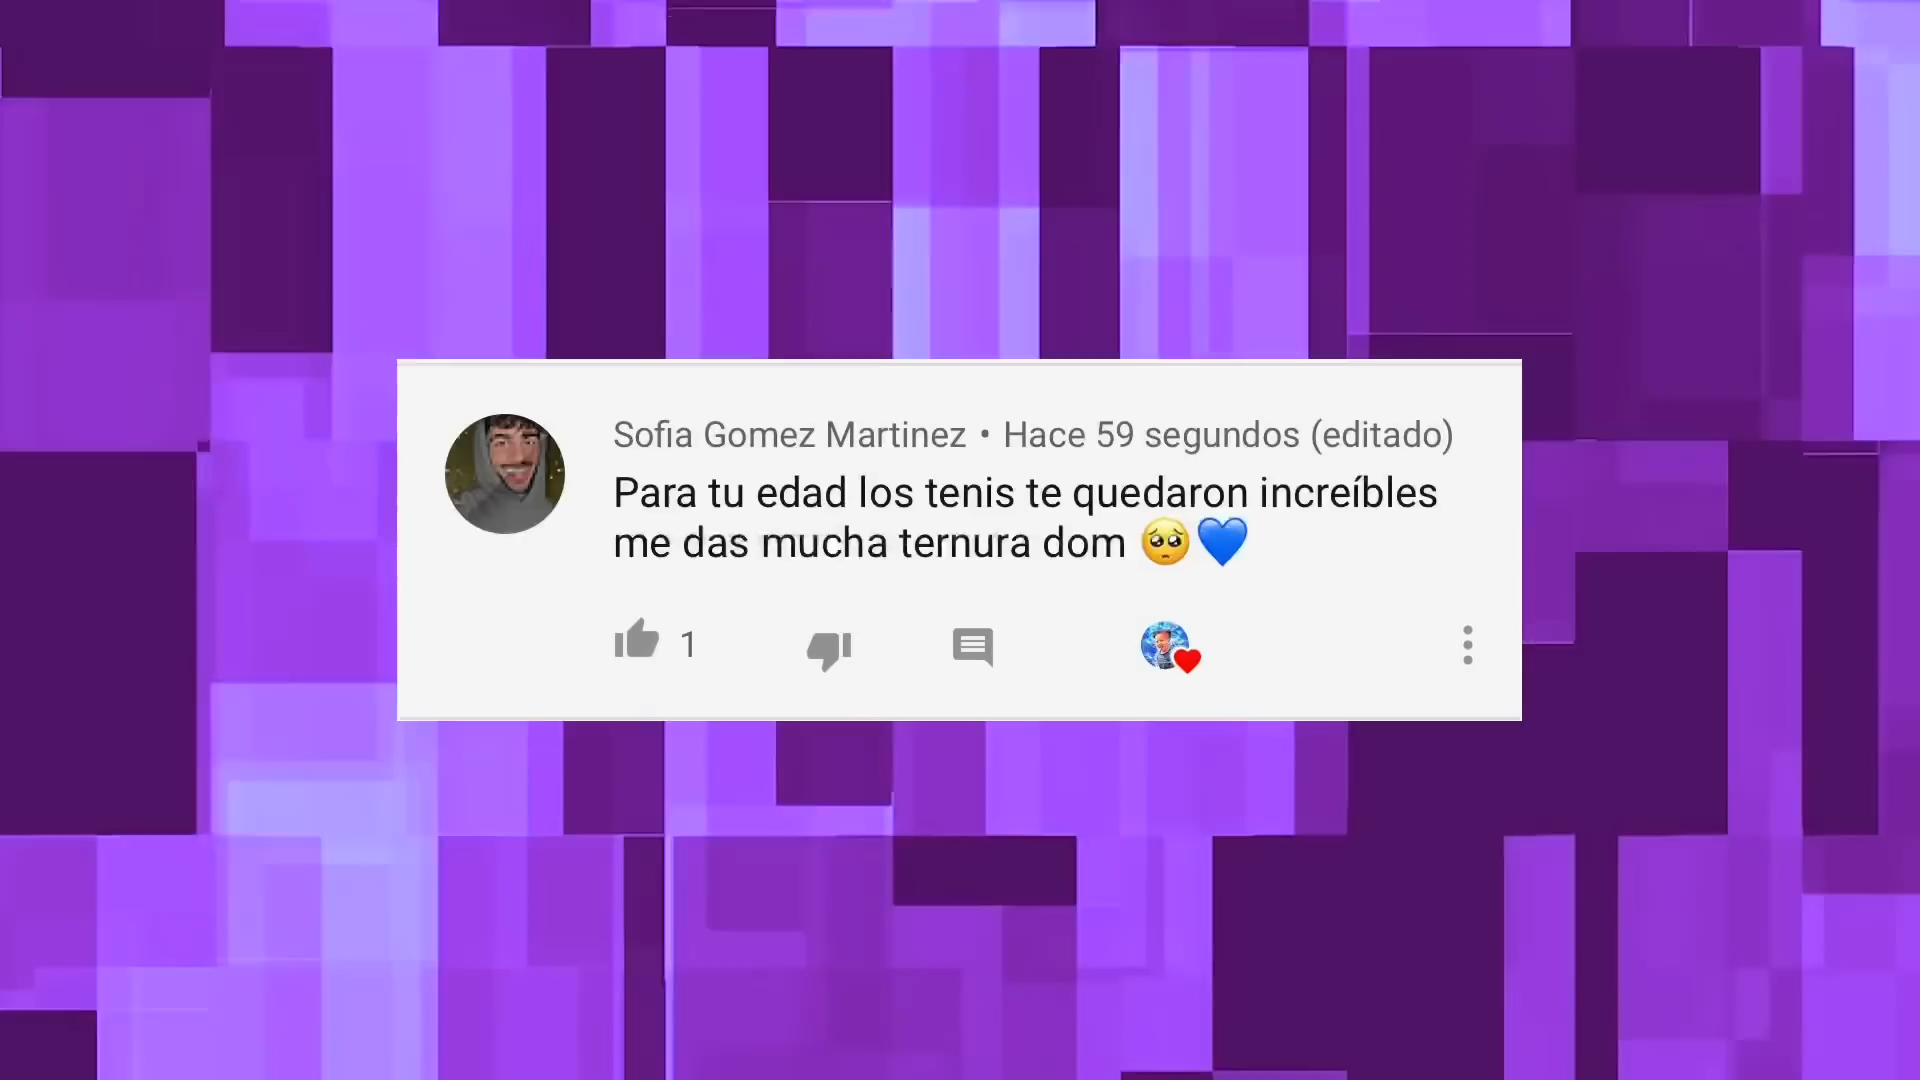 Sofia Gomez Martinez • Hace 59 segundos (editado)
Para tu edad los tenis te quedaron increíbles
me das mucha ternura dom 🥺💙
1